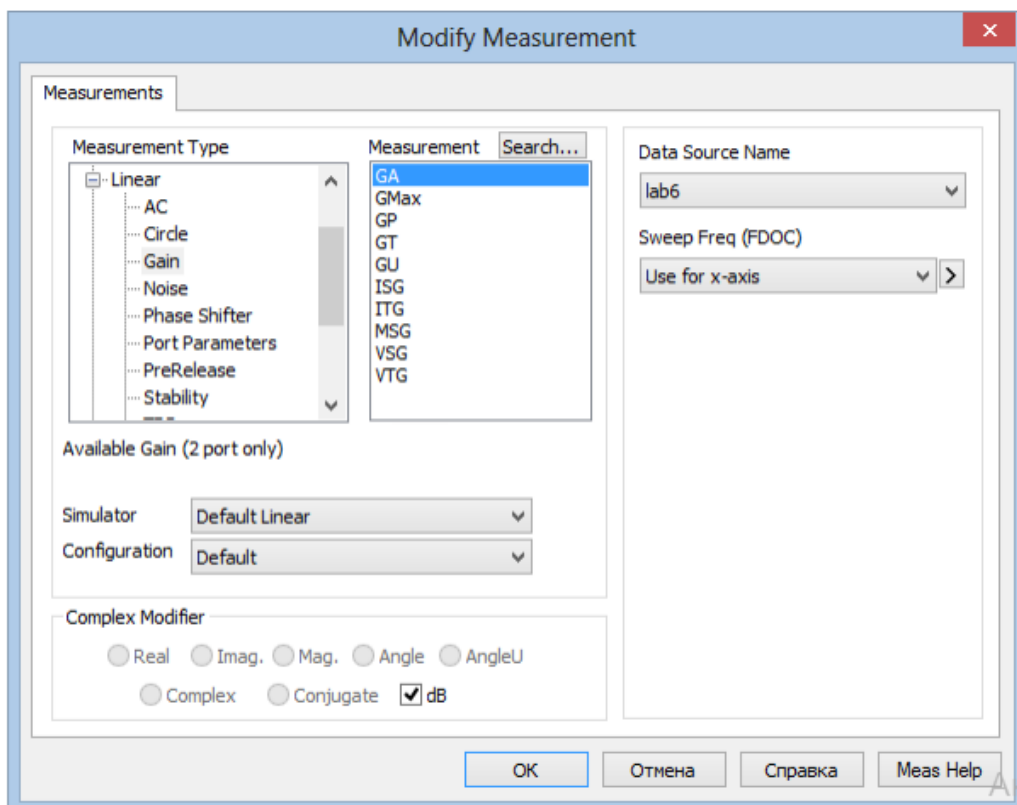 Modify Measurement
Measurements
Measurement Type
Linear
AC
Circle
Gain
Noise
Phase Shifter
Port Parameters
PreRelease
Stability
Measurement Search...
GA
GMax
GP
GT
GU
ISG
ITG
MSG
VSG
VTG
Available Gain (2 port only)
Simulator Default Linear
Configuration Default
Complex Modifier
Real Imag. Mag. Angle AngleU
Complex Conjugate dB
Data Source Name
lab6
Sweep Freq (FDOC)
Use for x-axis >
OK Отмена Справка Meas Help